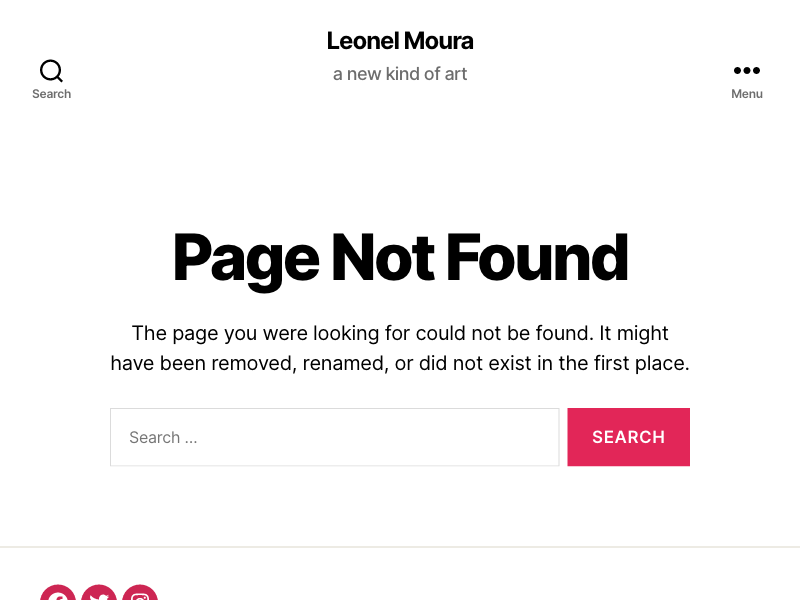 Leonel Moura
a new kind of art
Search
Menu
Page Not Found
The page you were looking for could not be found. It might
have been removed, renamed, or did not exist in the first place.
Search …
SEARCH